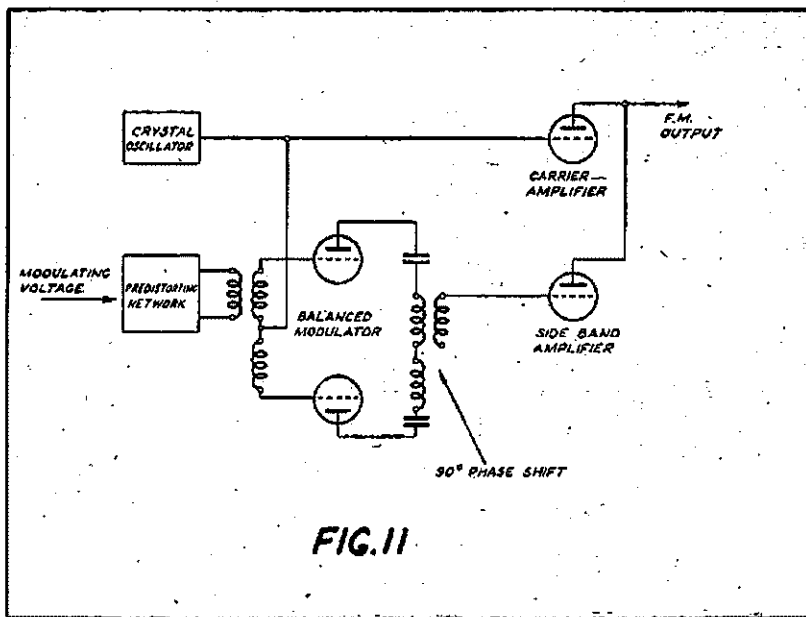 CRYSTAL
OSCILLATOR
F.M.
OUTPUT
CARRIER
AMPLIFIER
MODULATING
VOLTAGE
PREDISTORTING
NETWORK
BALANCED
MODULATOR
SIDE BAND
AMPLIFIER
90° PHASE SHIFT
FIG.11